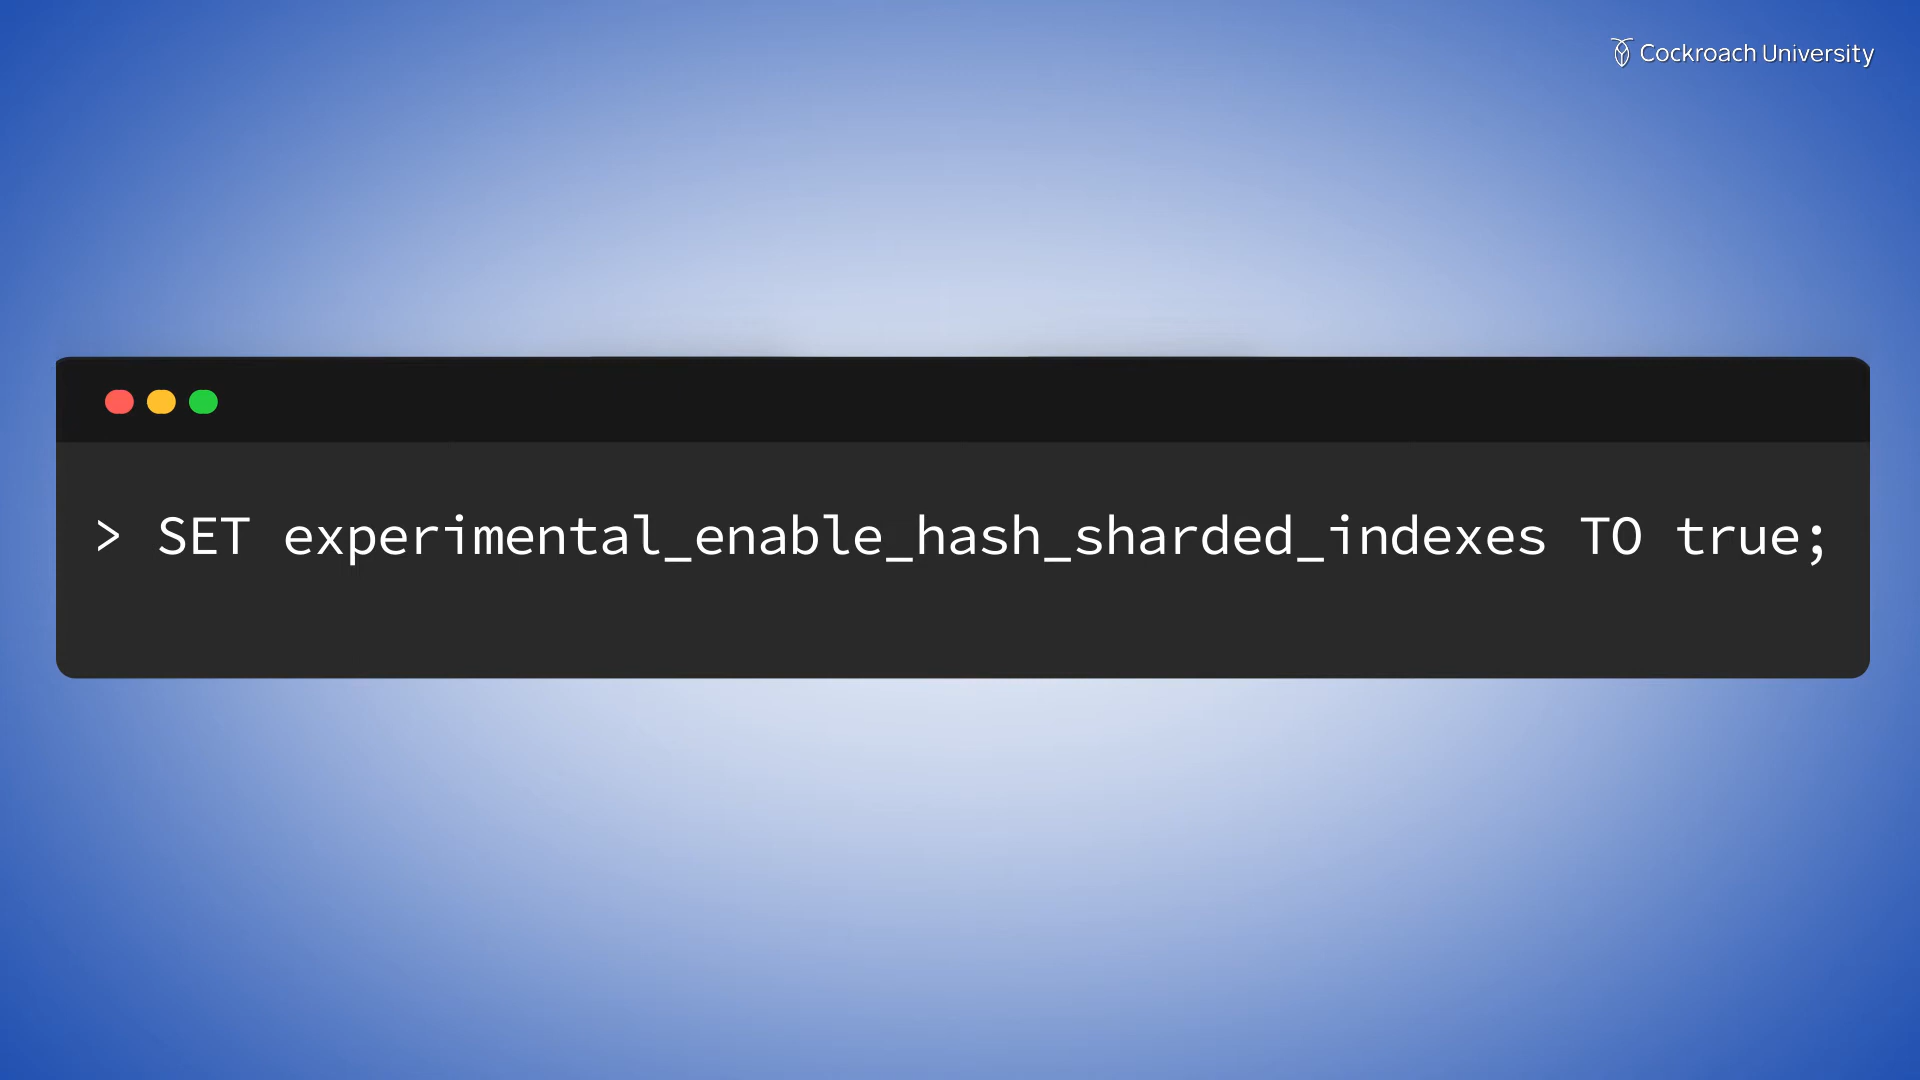 Cockroach University
> SET experimental_enable_hash_sharded_indexes TO true;